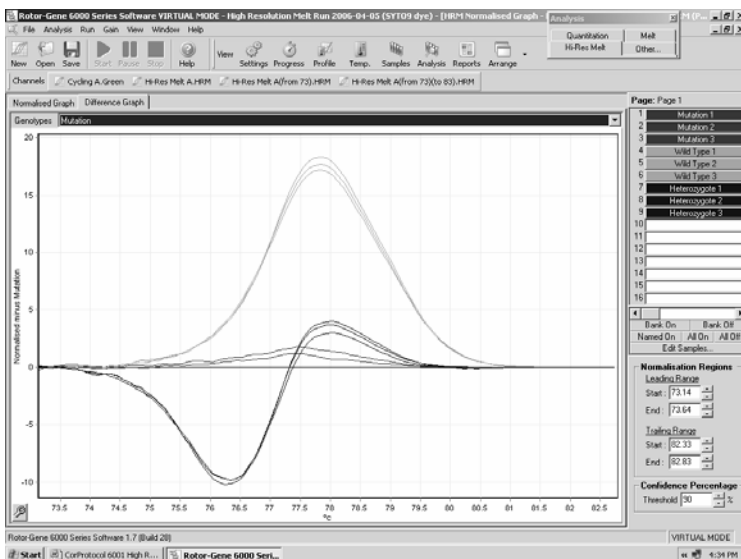 Rotor-Gene 6000 Series Software VIRTUAL MODE - High Resolution Melt Run 2006-04-05 (SYTO9 dye) - [HRM Normalised Graph -
File Analysis Run Gain View Window Help
Analysis
Quantitation Melt
Hi-Res Melt Other...
New Open Save Start Pause Stop Help View Settings Progress Profile Temp. Samples Analysis Reports Arrange
Channels Cycling A.Green Hi-Res Melt A.HRM Hi-Res Melt A(from 73).HRM Hi-Res Melt A(from 73)(to 83).HRM
Normalised Graph Difference Graph
Genotypes Mutation
Normalised minus Mutation
20
15
10
5
0
-5
-10
73.5 74 74.5 75 75.5 76 76.5 77 77.5 78 78.5 79 79.5 80 80.5 81 81.5 82 82.5
°C
Page: Page 1
1 Mutation 1
2 Mutation 2
3 Mutation 3
4 Wild Type 1
5 Wild Type 2
6 Wild Type 3
7 Heterozygote 1
8 Heterozygote 2
9 Heterozygote 3
10
11
12
13
14
15
16
Bank On Bank Off
Named On All On All Off
Edit Samples...
Normalisation Regions
Leading Range
Start : 73.14
End : 73.64
Trailing Range
Start : 82.33
End : 82.83
Confidence Percentage
Threshold 90 %
Rotor-Gene 6000 Series Software 1.7 (Build 28) VIRTUAL MODE
Start CorProtocol 6001 High R... Rotor-Gene 6000 Seri... 4:34 PM